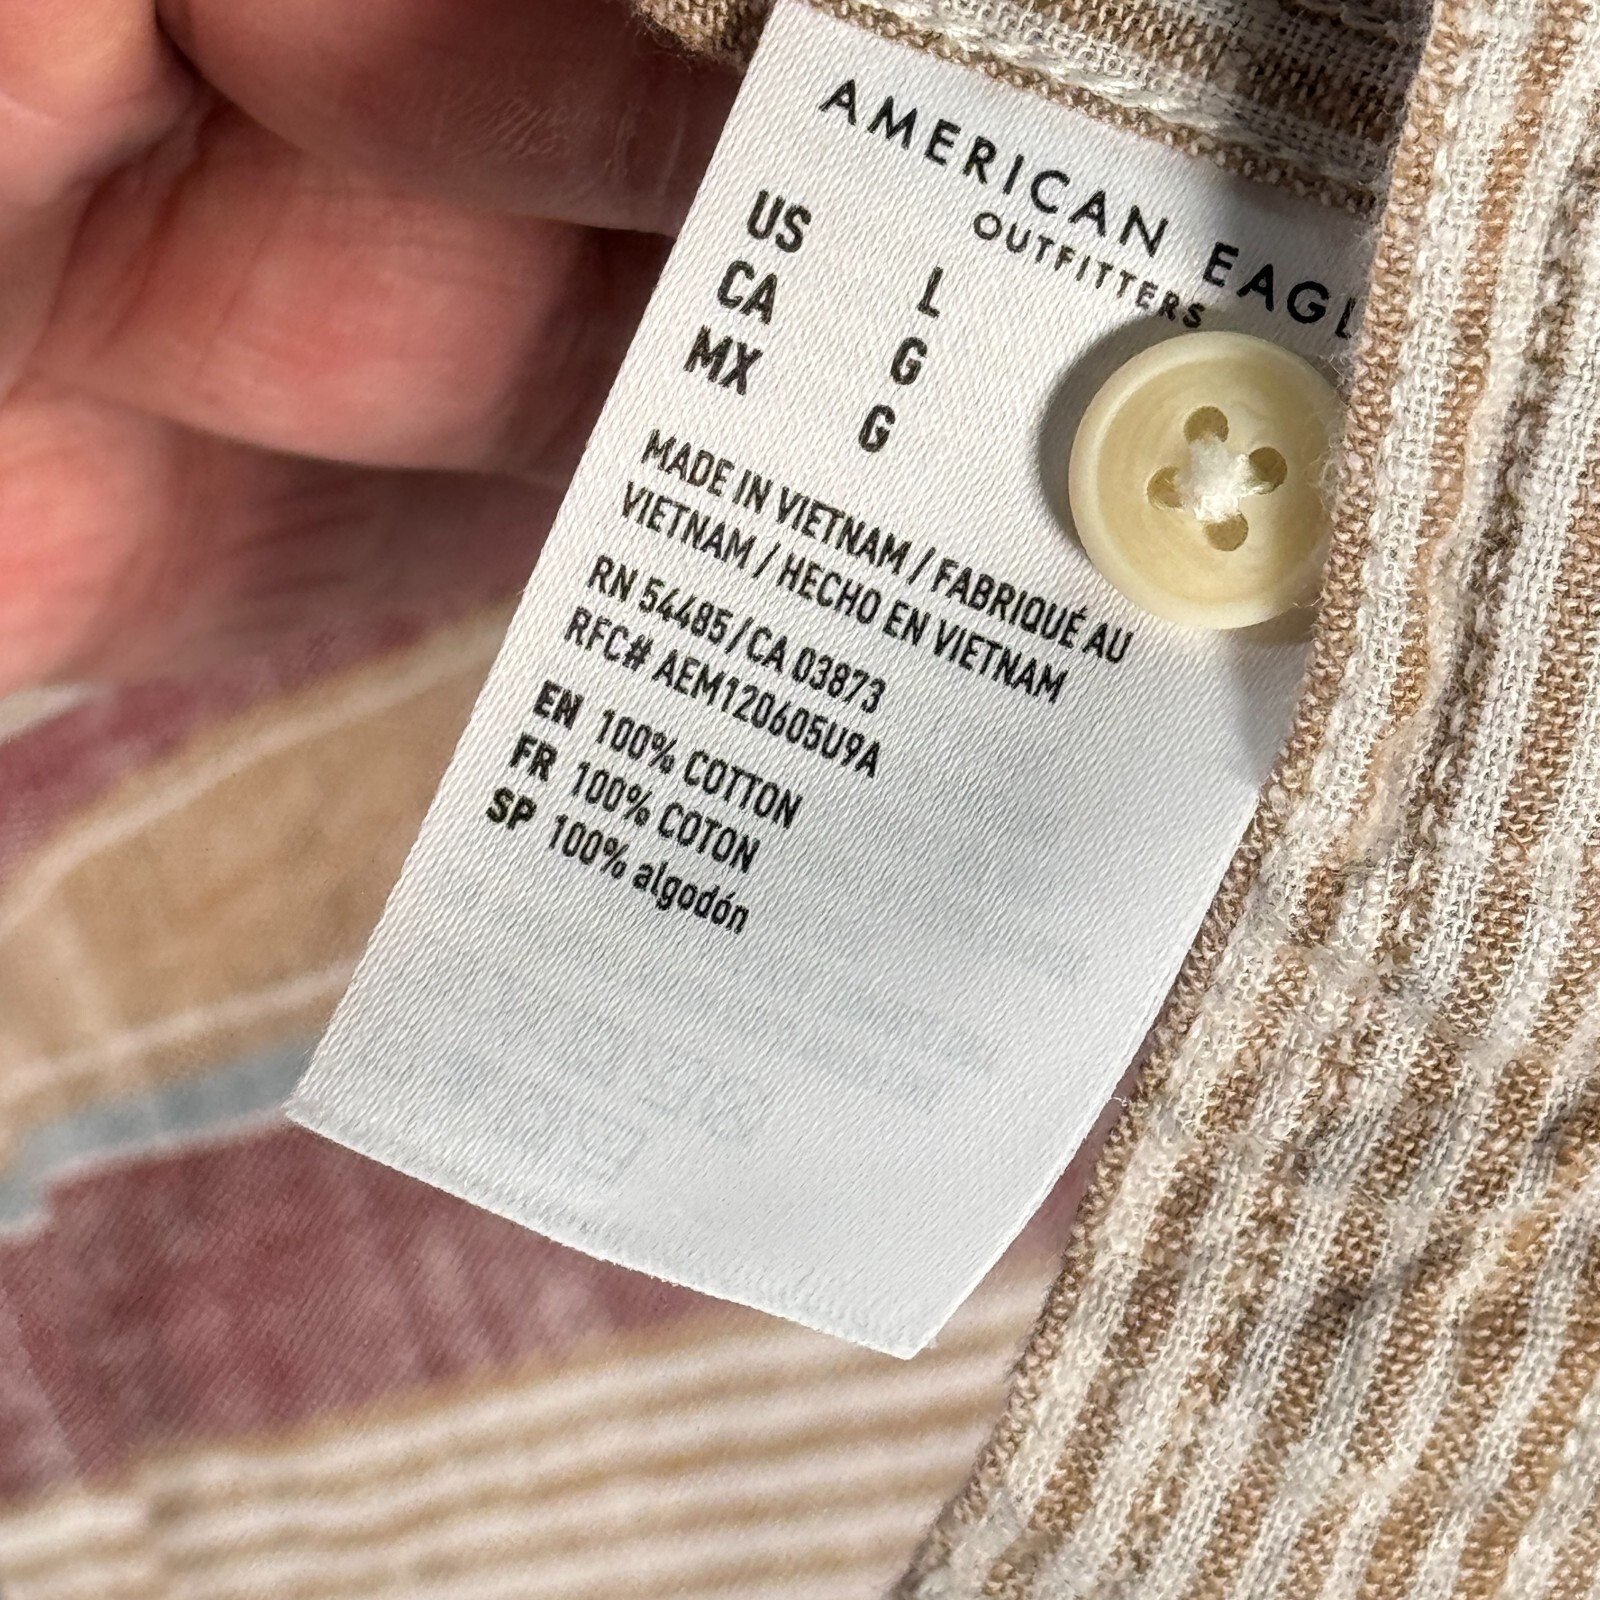 AMERICAN EAGL
OUTFITTERS
US L
CA G
MX G
MADE IN VIETNAM / FABRIQUÉ AU
VIETNAM / HECHO EN VIETNAM
RN 54485 / CA 03873
RFC# AEM120605U9A
EN 100% COTTON
FR 100% COTON
SP 100% algodón